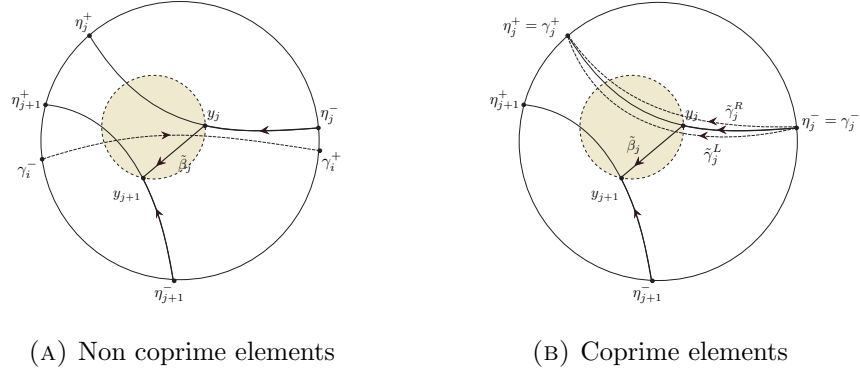 η_j^+
η_{j+1}^+
y_j
η_j^-
β̃_j
γ_i^-
γ_i^+
y_{j+1}
η_{j+1}^-
(A) Non coprime elements
η_j^+ = γ_j^+
η_{j+1}^+
γ̃_j^R
y_j
η_j^- = γ_j^-
β̃_j
γ̃_j^L
y_{j+1}
η_{j+1}^-
(B) Coprime elements